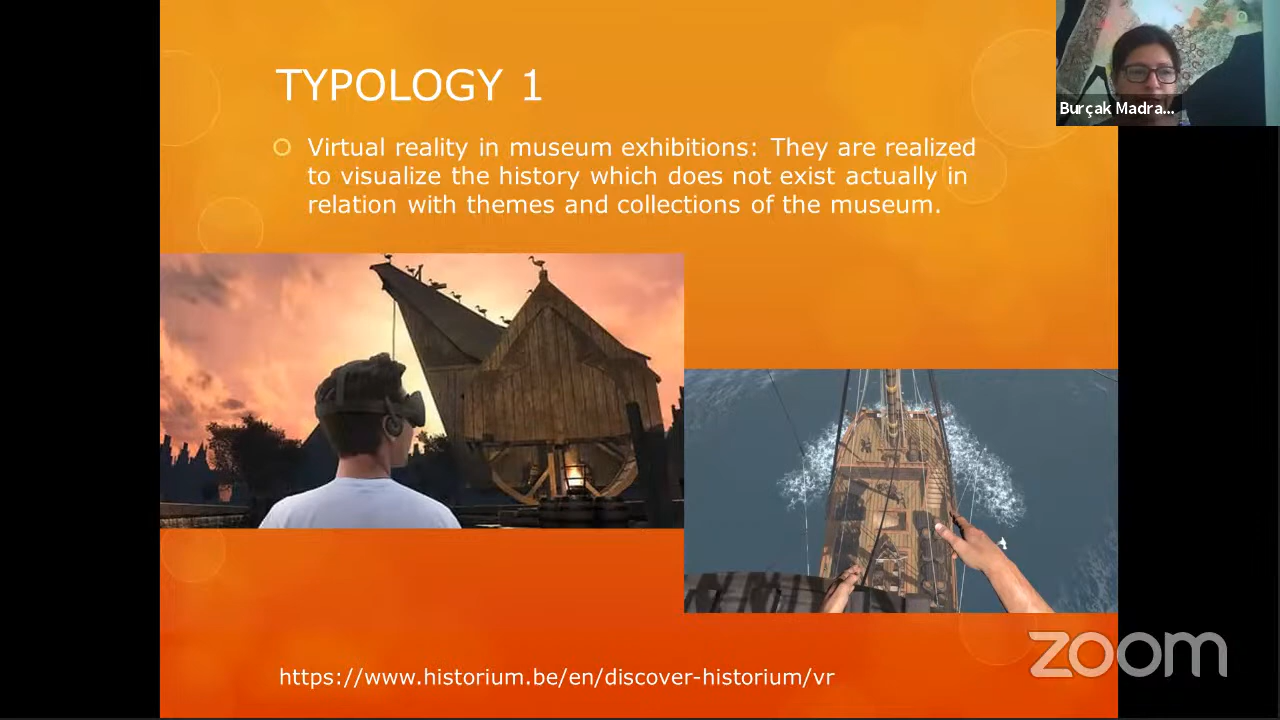 TYPOLOGY 1
Virtual reality in museum exhibitions: They are realized
to visualize the history which does not exist actually in
relation with themes and collections of the museum.
https://www.historium.be/en/discover-historium/vr
Burçak Madra...
zoom